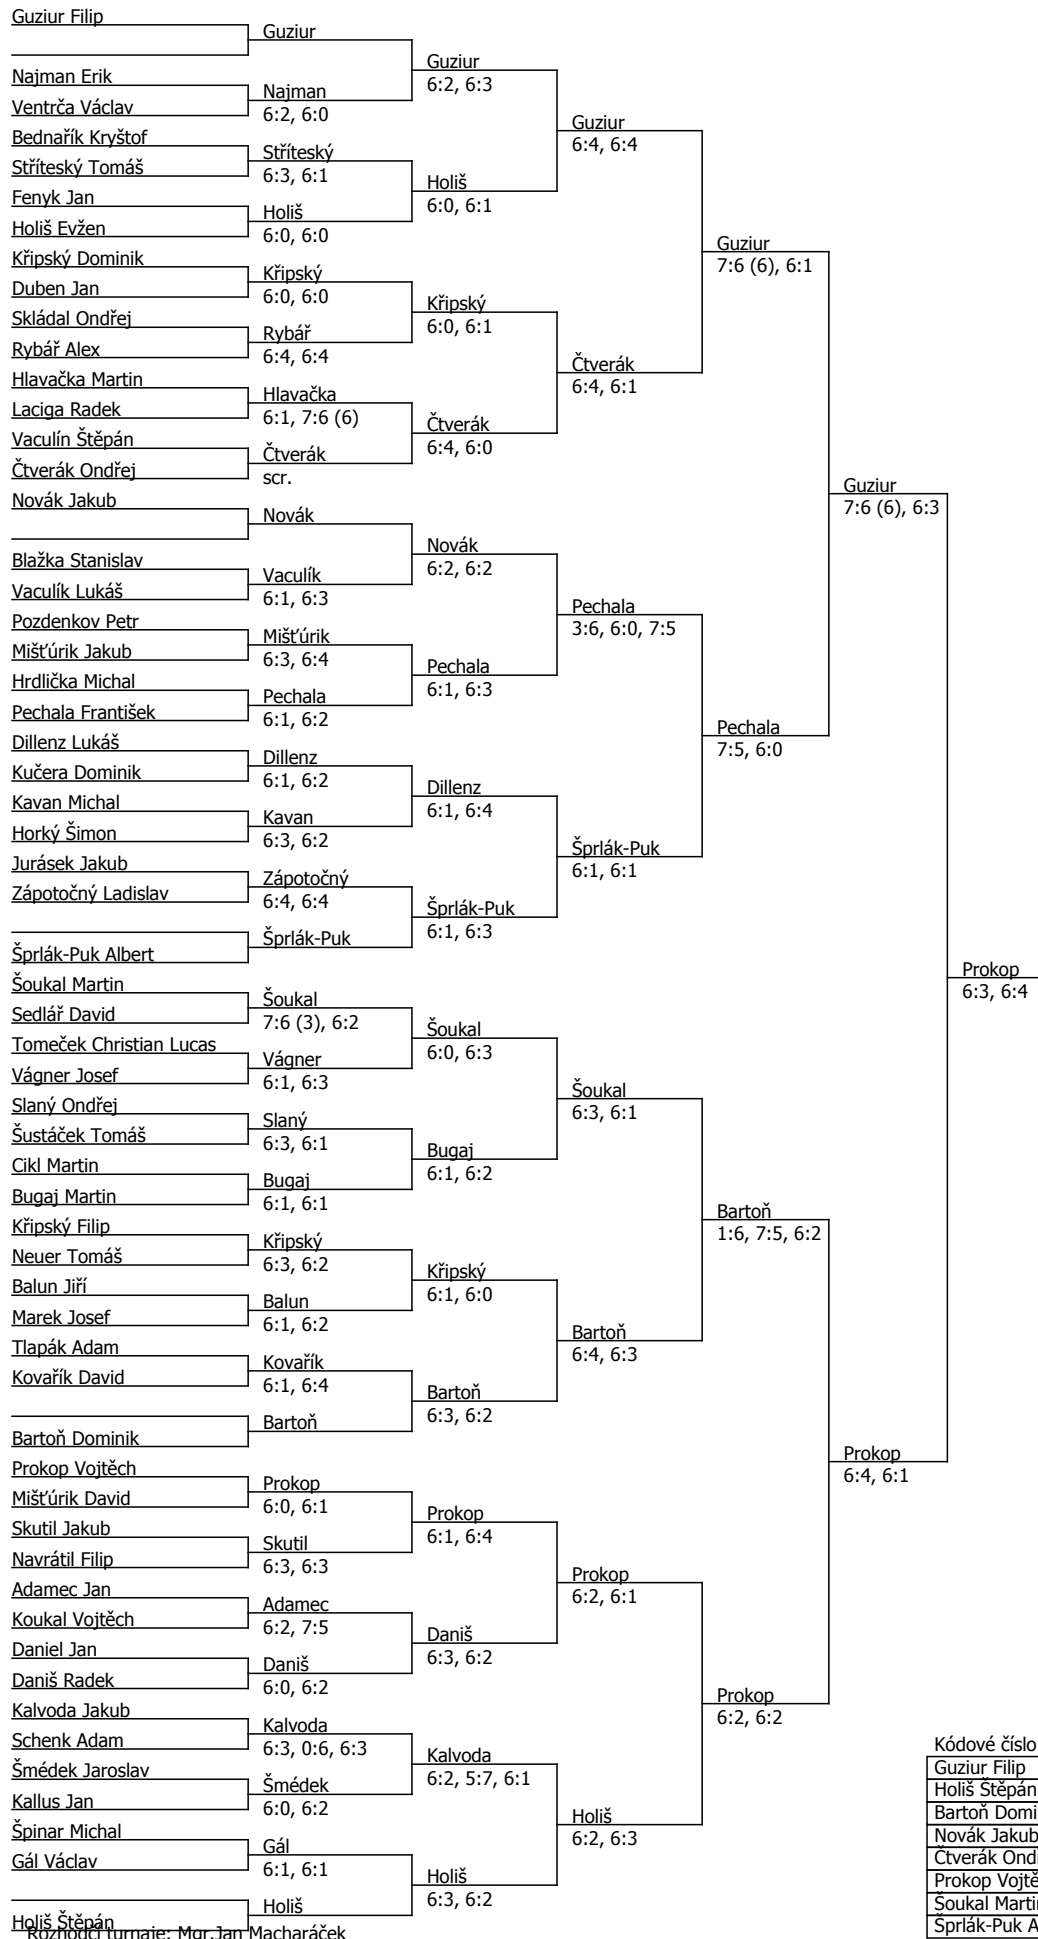 Guziur Filip
Najman Erik
Ventrča Václav
Bednařík Kryštof
Stříteský Tomáš
Fenyk Jan
Holiš Evžen
Křipský Dominik
Duben Jan
Skládal Ondřej
Rybář Alex
Hlavačka Martin
Laciga Radek
Vaculín Štěpán
Čtverák Ondřej
Novák Jakub
Blažka Stanislav
Vaculík Lukáš
Pozdenkov Petr
Mišťúrik Jakub
Hrdlička Michal
Pechala František
Dillenz Lukáš
Kučera Dominik
Kavan Michal
Horký Šimon
Jurásek Jakub
Zápotočný Ladislav
Šprlák-Puk Albert
Šoukal Martin
Sedlář David
Tomeček Christian Lucas
Vágner Josef
Slaný Ondřej
Šustáček Tomáš
Cikl Martin
Bugaj Martin
Křipský Filip
Neuer Tomáš
Balun Jiří
Marek Josef
Tlapák Adam
Kovařík David
Bartoň Dominik
Prokop Vojtěch
Mišťúrik David
Skutil Jakub
Navrátil Filip
Adamec Jan
Koukal Vojtěch
Daniel Jan
Daniš Radek
Kalvoda Jakub
Schenk Adam
Šmédek Jaroslav
Kallus Jan
Špinar Michal
Gál Václav
Holiš Štěpán
Rozhodčí turnaje: Mgr.Jan Macharáček
Guziur
Najman
6:2, 6:0
Stříteský
6:3, 6:1
Holiš
6:0, 6:0
Křipský
6:0, 6:0
Rybář
6:4, 6:4
Hlavačka
6:1, 7:6 (6)
Čtverák
scr.
Novák
Vaculík
6:1, 6:3
Mišťúrik
6:3, 6:4
Pechala
6:1, 6:2
Dillenz
6:1, 6:2
Kavan
6:3, 6:2
Zápotočný
6:4, 6:4
Šprlák-Puk
Šoukal
7:6 (3), 6:2
Vágner
6:1, 6:3
Slaný
6:3, 6:1
Bugaj
6:1, 6:1
Křipský
6:3, 6:2
Balun
6:1, 6:2
Kovařík
6:1, 6:4
Bartoň
Prokop
6:0, 6:1
Skutil
6:3, 6:3
Adamec
6:2, 7:5
Daniš
6:0, 6:2
Kalvoda
6:3, 0:6, 6:3
Šmédek
6:0, 6:2
Gál
6:1, 6:1
Holiš
Guziur
6:2, 6:3
Holiš
6:0, 6:1
Křipský
6:0, 6:1
Čtverák
6:4, 6:0
Novák
6:2, 6:2
Pechala
6:1, 6:3
Dillenz
6:1, 6:4
Šprlák-Puk
6:1, 6:3
Šoukal
6:0, 6:3
Bugaj
6:1, 6:2
Křipský
6:1, 6:0
Bartoň
6:3, 6:2
Prokop
6:1, 6:4
Daniš
6:3, 6:2
Kalvoda
6:2, 5:7, 6:1
Holiš
6:3, 6:2
Guziur
6:4, 6:4
Čtverák
6:4, 6:1
Pechala
3:6, 6:0, 7:5
Šprlák-Puk
6:1, 6:1
Šoukal
6:3, 6:1
Bartoň
6:4, 6:3
Prokop
6:2, 6:1
Holiš
6:2, 6:3
Guziur
7:6 (6), 6:1
Pechala
7:5, 6:0
Bartoň
1:6, 7:5, 6:2
Prokop
6:2, 6:2
Guziur
7:6 (6), 6:3
Prokop
6:4, 6:1
Prokop
6:3, 6:4
Kódové číslo
Guziur Filip
Holiš Štěpán
Bartoň Domi
Novák Jakub
Čtverák Ond
Prokop Vojtě
Šoukal Marti
Šprlák-Puk A